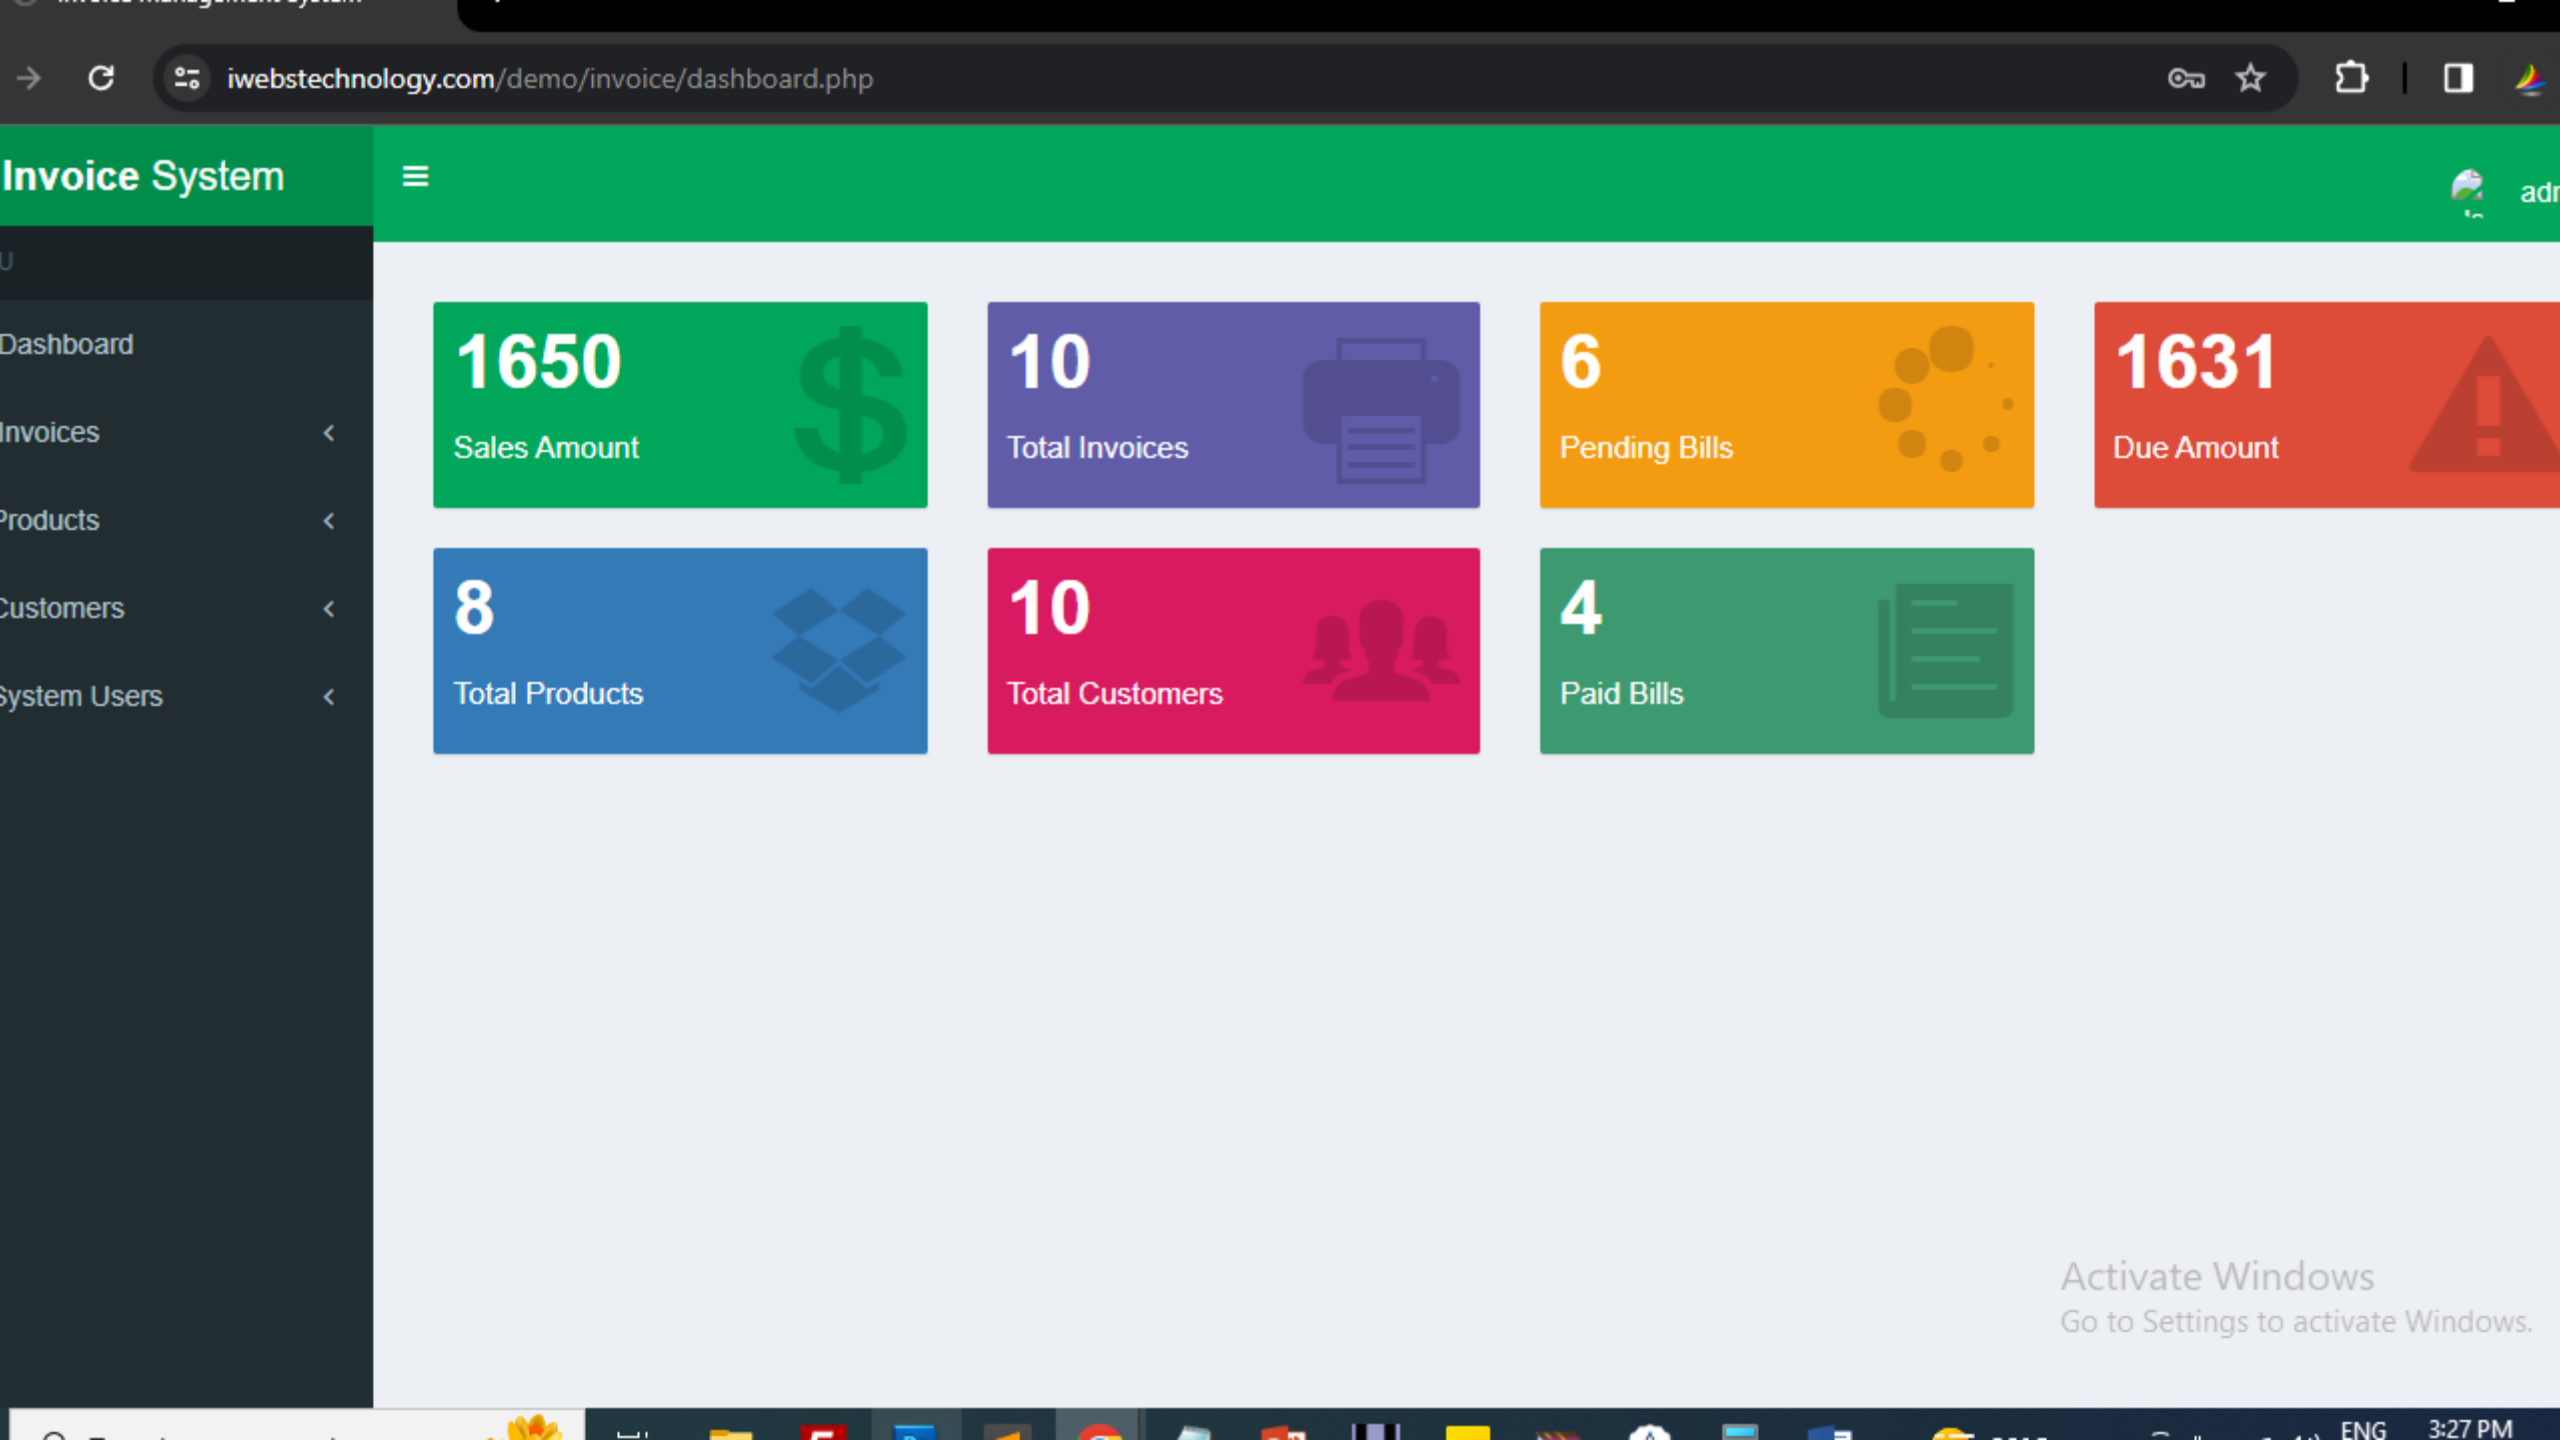 iwebstechnology.com/demo/invoice/dashboard.php
Invoice System
Dashboard
Invoices
Products
Customers
System Users
1650
Sales Amount
10
Total Invoices
6
Pending Bills
1631
Due Amount
8
Total Products
10
Total Customers
4
Paid Bills
Activate Windows
Go to Settings to activate Windows.
ENG
3:27 PM